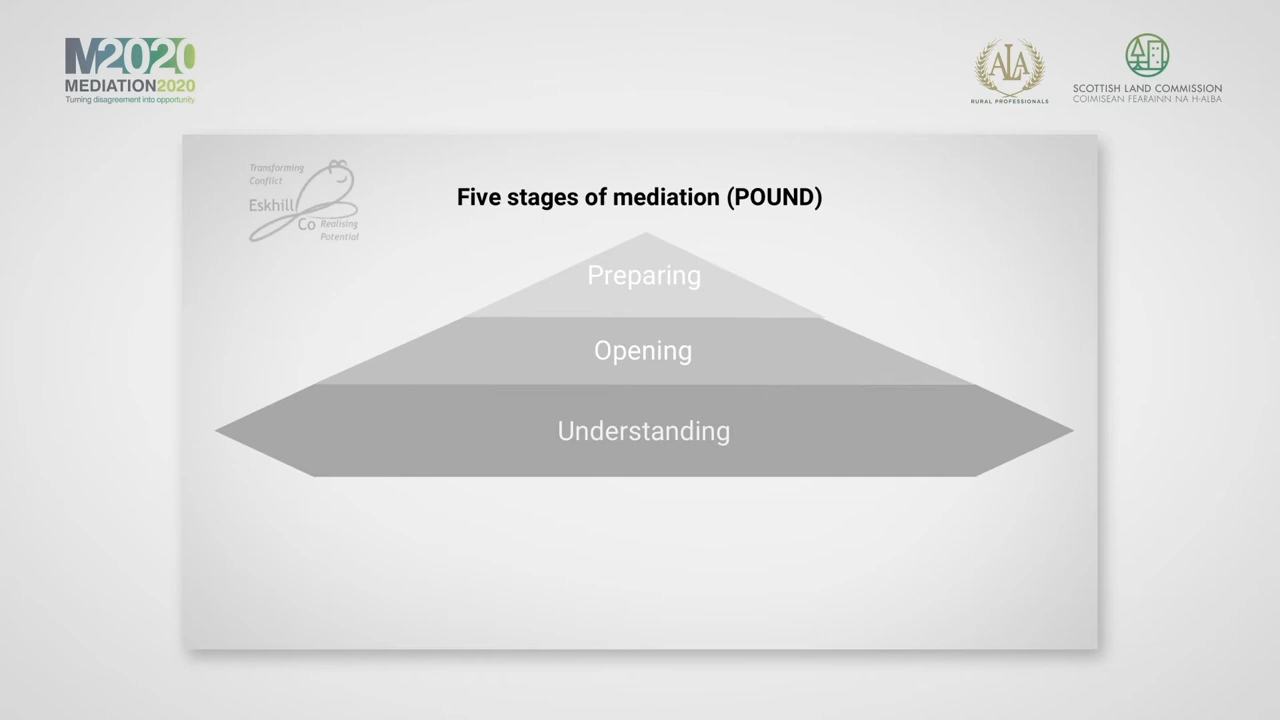 M2020
MEDIATION2020
Turning disagreement into opportunity
ALA
RURAL PROFESSIONALS
SCOTTISH LAND COMMISSION
COIMISEAN FEARAINN NA H-ALBA
Transforming
Conflict
Eskhill
Co Realising
Potential
Five stages of mediation (POUND)
Preparing
Opening
Understanding